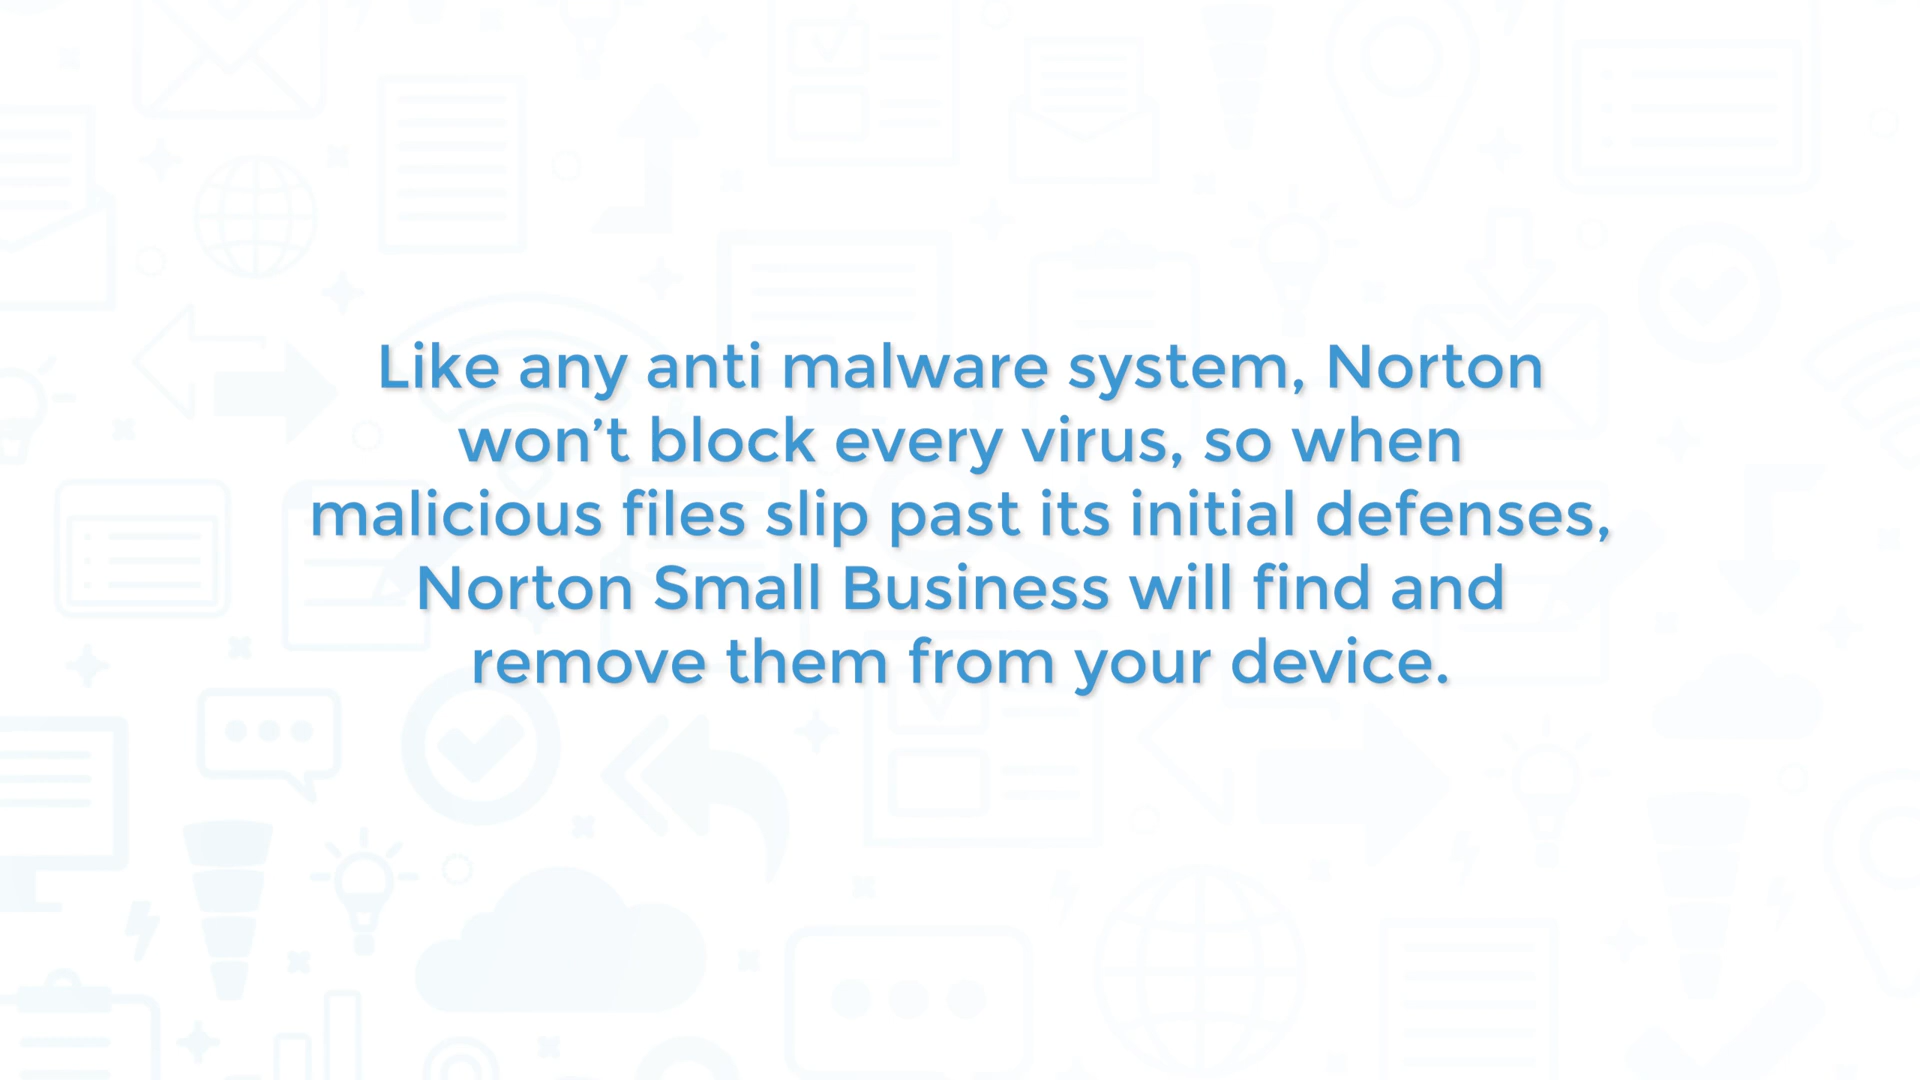 Like any anti malware system, Norton
won’t block every virus, so when
malicious files slip past its initial defenses,
Norton Small Business will find and
remove them from your device.